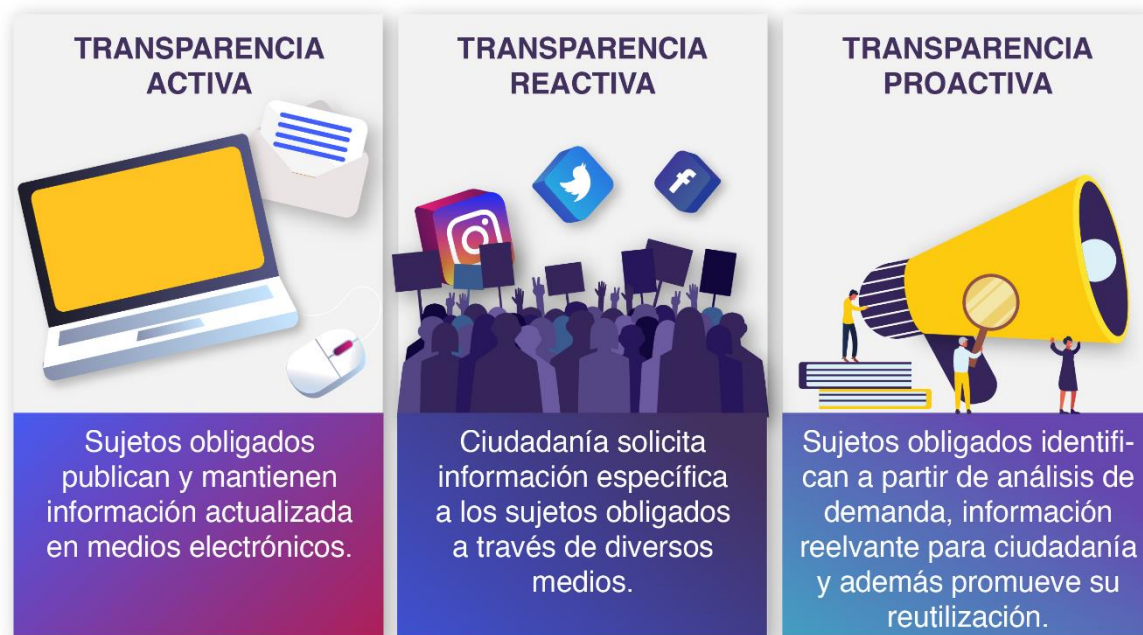 TRANSPARENCIA
ACTIVA
Sujetos obligados
publican y mantienen
información actualizada
en medios electrónicos.
TRANSPARENCIA
REACTIVA
Ciudadanía solicita
información específica
a los sujetos obligados
a través de diversos
medios.
TRANSPARENCIA
PROACTIVA
Sujetos obligados identifi-
can a partir de análisis de
demanda, información
reelvante para ciudadanía
y además promueve su
reutilización.